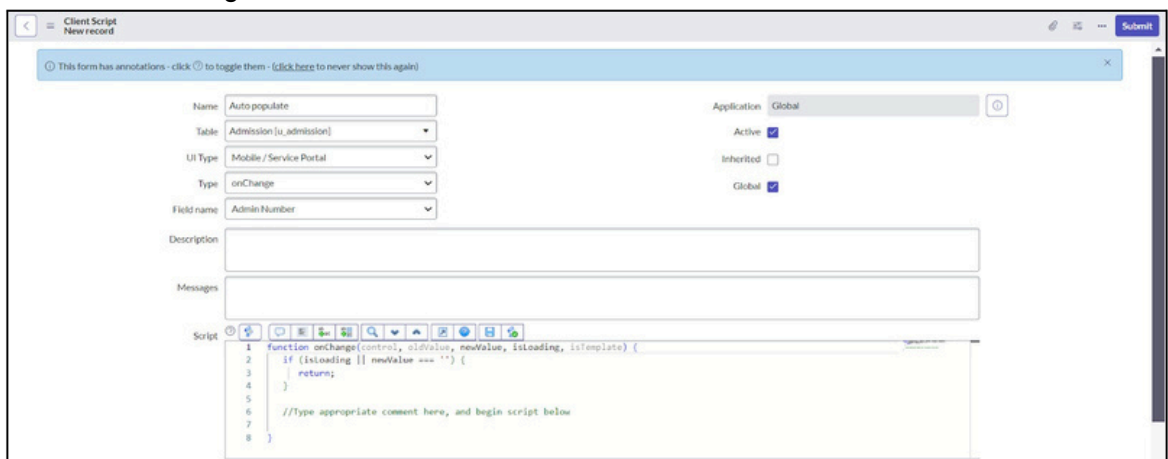 Client Script
New record
Submit
This form has annotations - click ? to toggle them - (click here to never show this again)
Name Auto populate Application Global
Table Admission [u_admission] Active
UI Type Mobile / Service Portal Inherited
Type onChange Global
Field name Admin Number
Description
Messages
Script
1 function onChange(control, oldValue, newValue, isLoading, isTemplate) {
2 if (isLoading || newValue === '') {
3 return;
4 }
5
6 //Type appropriate comment here, and begin script below
7
8 }